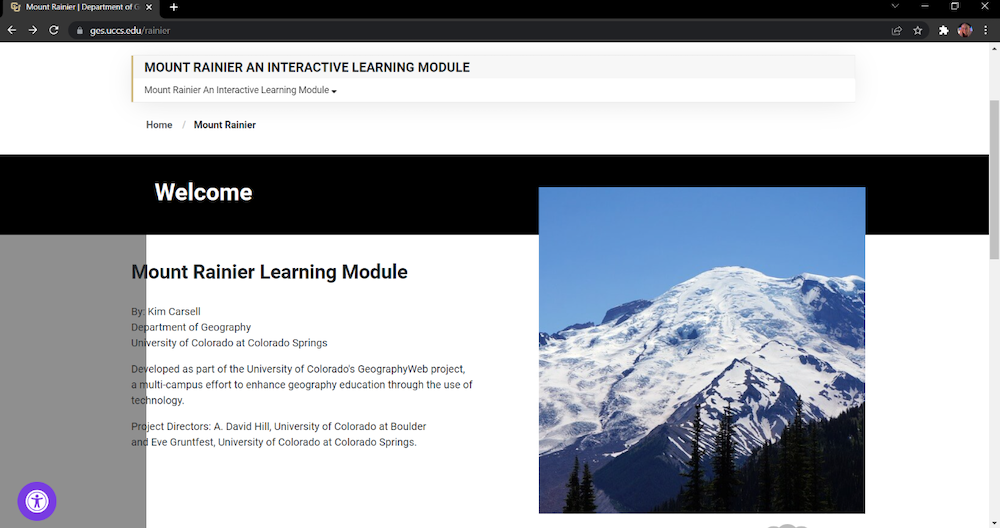 Mount Rainier | Department of G
ges.uccs.edu/rainier
MOUNT RAINIER AN INTERACTIVE LEARNING MODULE
Mount Rainier An Interactive Learning Module
Home / Mount Rainier
Welcome
Mount Rainier Learning Module
By: Kim Carsell
Department of Geography
University of Colorado at Colorado Springs
Developed as part of the University of Colorado's GeographyWeb project,
a multi-campus effort to enhance geography education through the use of
technology.
Project Directors: A. David Hill, University of Colorado at Boulder
and Eve Gruntfest, University of Colorado at Colorado Springs.